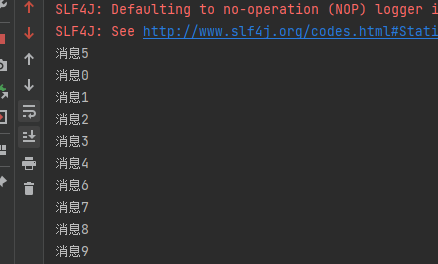 SLF4J: Defaulting to no-operation (NOP) logger i
SLF4J: See http://www.slf4j.org/codes.html#Stati
消息5
消息0
消息1
消息2
消息3
消息4
消息6
消息7
消息8
消息9